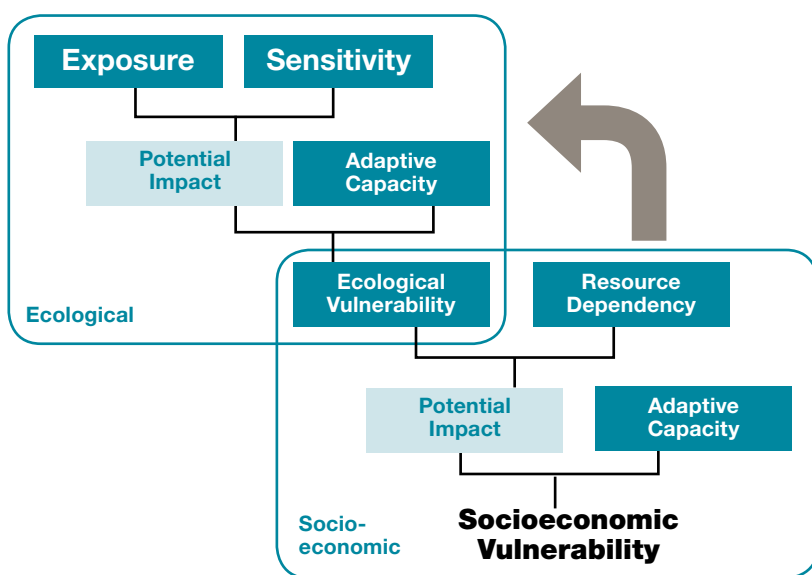 Exposure
Sensitivity
Potential
Impact
Adaptive
Capacity
Ecological
Vulnerability
Resource
Dependency
Ecological
Potential
Impact
Adaptive
Capacity
Socio-
economic
Socioeconomic
Vulnerability